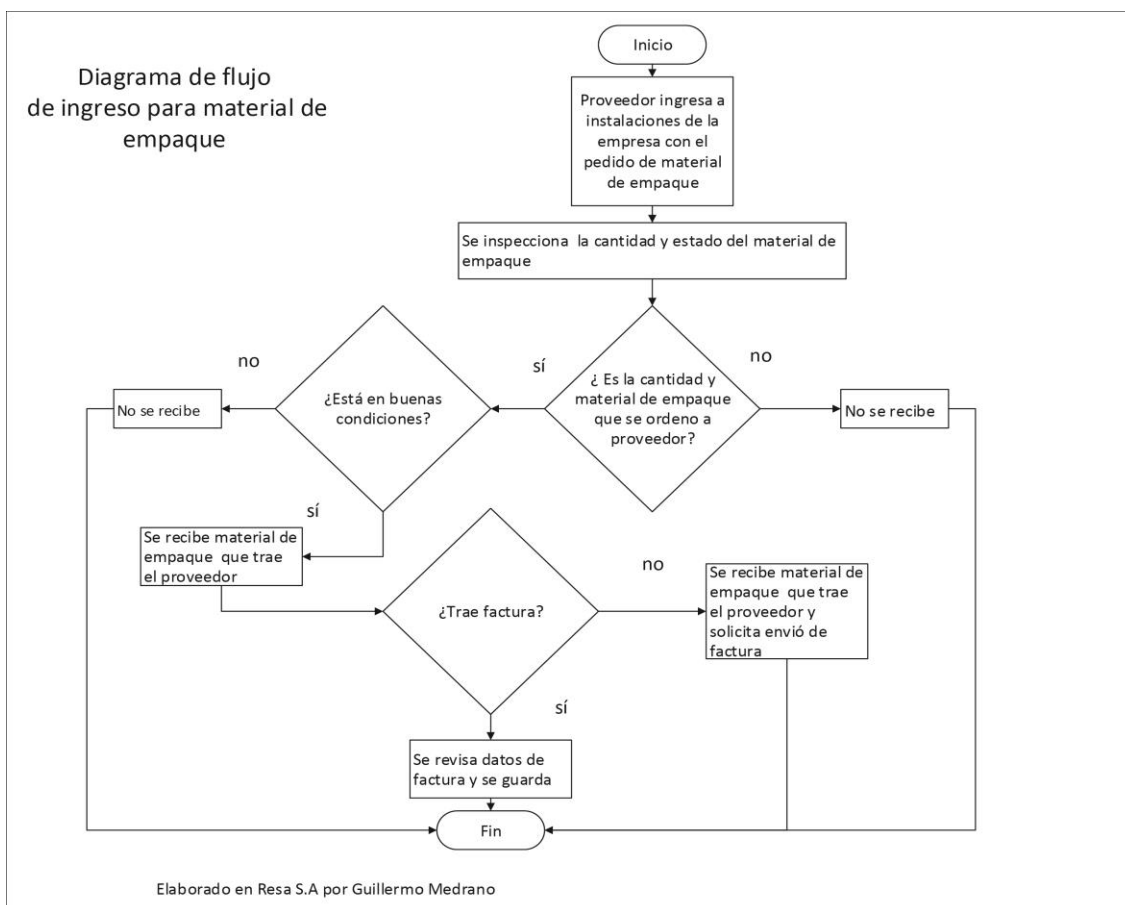 Diagrama de flujo
de ingreso para material de
empaque
Inicio
Proveedor ingresa a
instalaciones de la
empresa con el
pedido de material
de empaque
Se inspecciona la cantidad y estado del material de
empaque
no
sí
no
No se recibe
¿Está en buenas
condiciones?
¿ Es la cantidad y
material de empaque
que se ordeno a
proveedor?
No se recibe
sí
Se recibe material de
empaque que trae
el proveedor
¿Trae factura?
no
Se recibe material de
empaque que trae
el proveedor y
solicita envió de
factura
sí
Se revisa datos de
factura y se guarda
Fin
Elaborado en Resa S.A por Guillermo Medrano